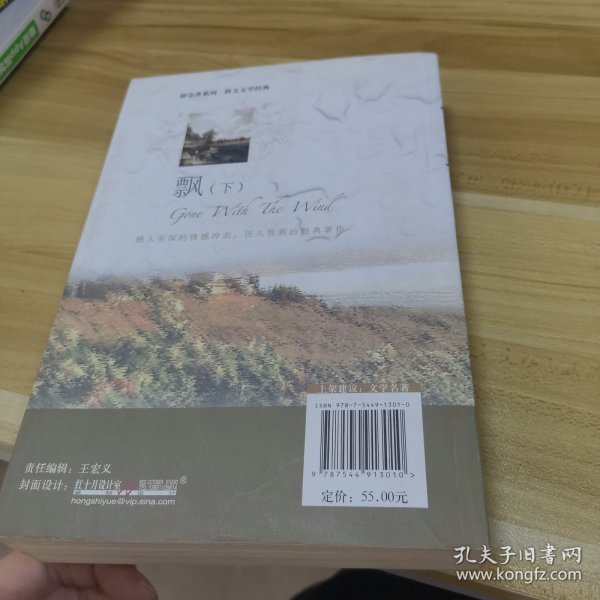 飘（下）
Gone With The Wind
感人至深的情感冲击，历久弥新的经典著作
上架建议：文学名著
ISBN 978-7-5449-1301-0
9 787544 913010 >
定价：55.00元
责任编辑：王宏义
封面设计：红十月设计室®
hongshiyue@vip.sina.com
孔夫子旧书网
www.kongfz.com